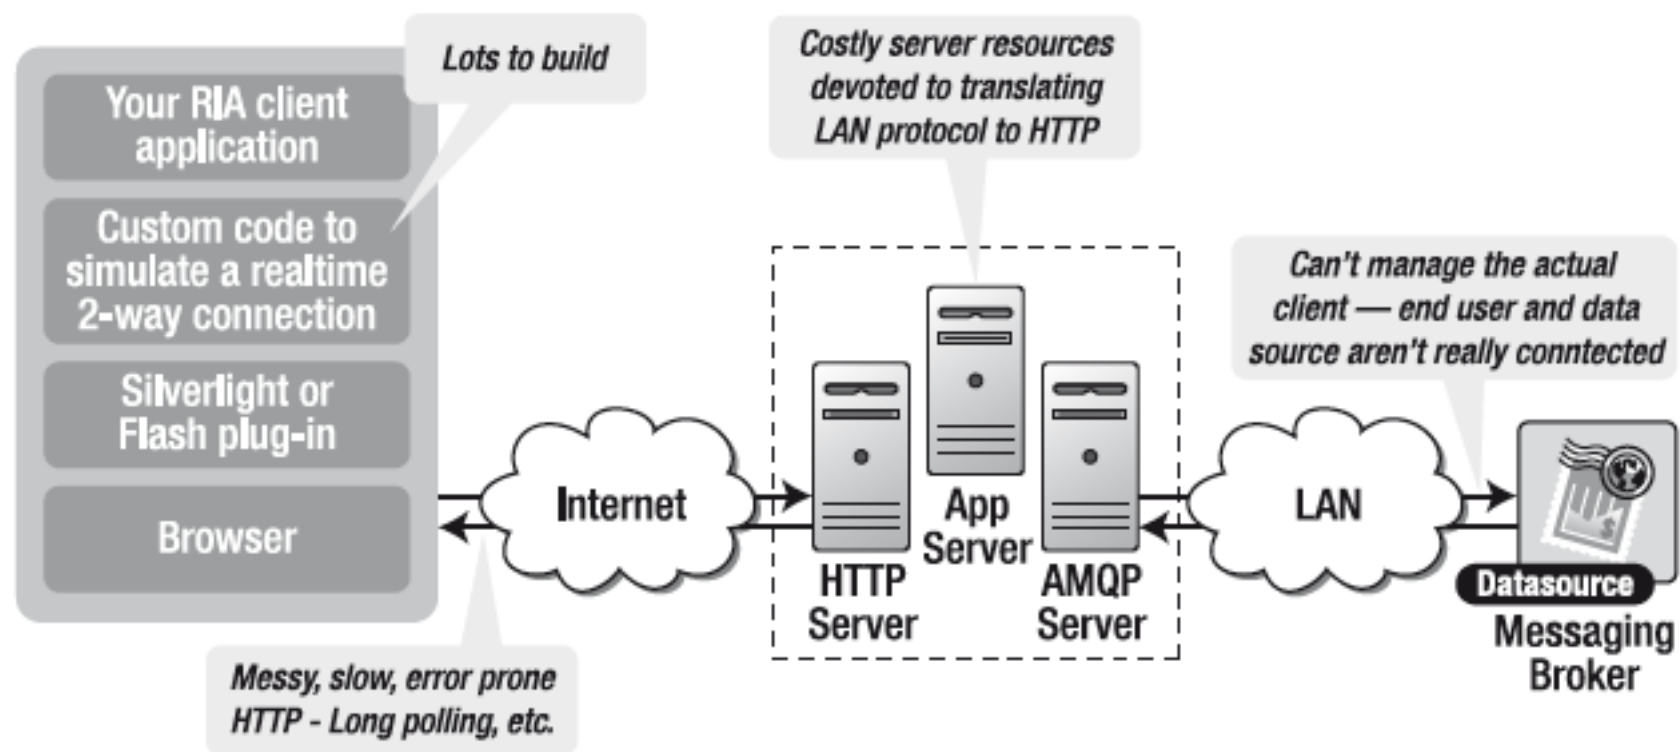 Lots to build
Your RIA client
application
Custom code to
simulate a realtime
2-way connection
Silverlight or
Flash plug-in
Browser
Messy, slow, error prone
HTTP - Long polling, etc.
Internet
Costly server resources
devoted to translating
LAN protocol to HTTP
HTTP
Server
App
Server
AMQP
Server
LAN
Can't manage the actual
client — end user and data
source aren't really conntected
Datasource
Messaging
Broker